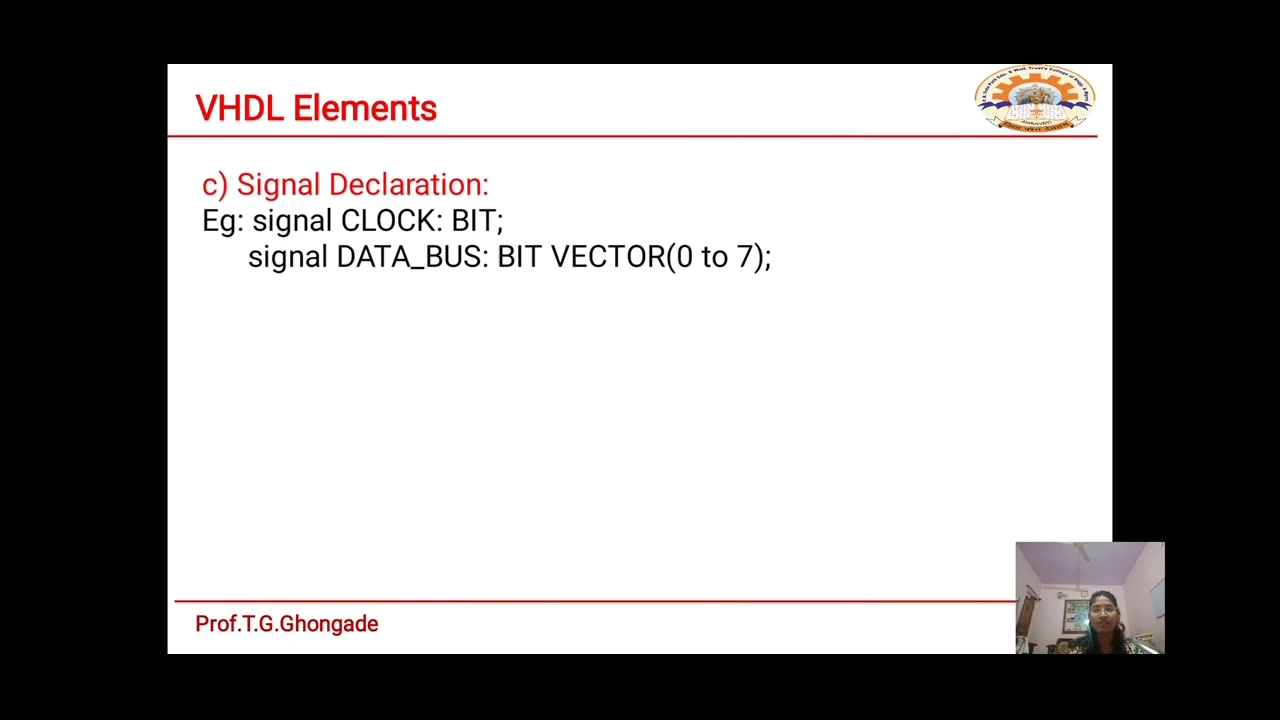 VHDL Elements
c) Signal Declaration:
Eg: signal CLOCK: BIT;
signal DATA_BUS: BIT VECTOR(0 to 7);
Prof.T.G.Ghongade